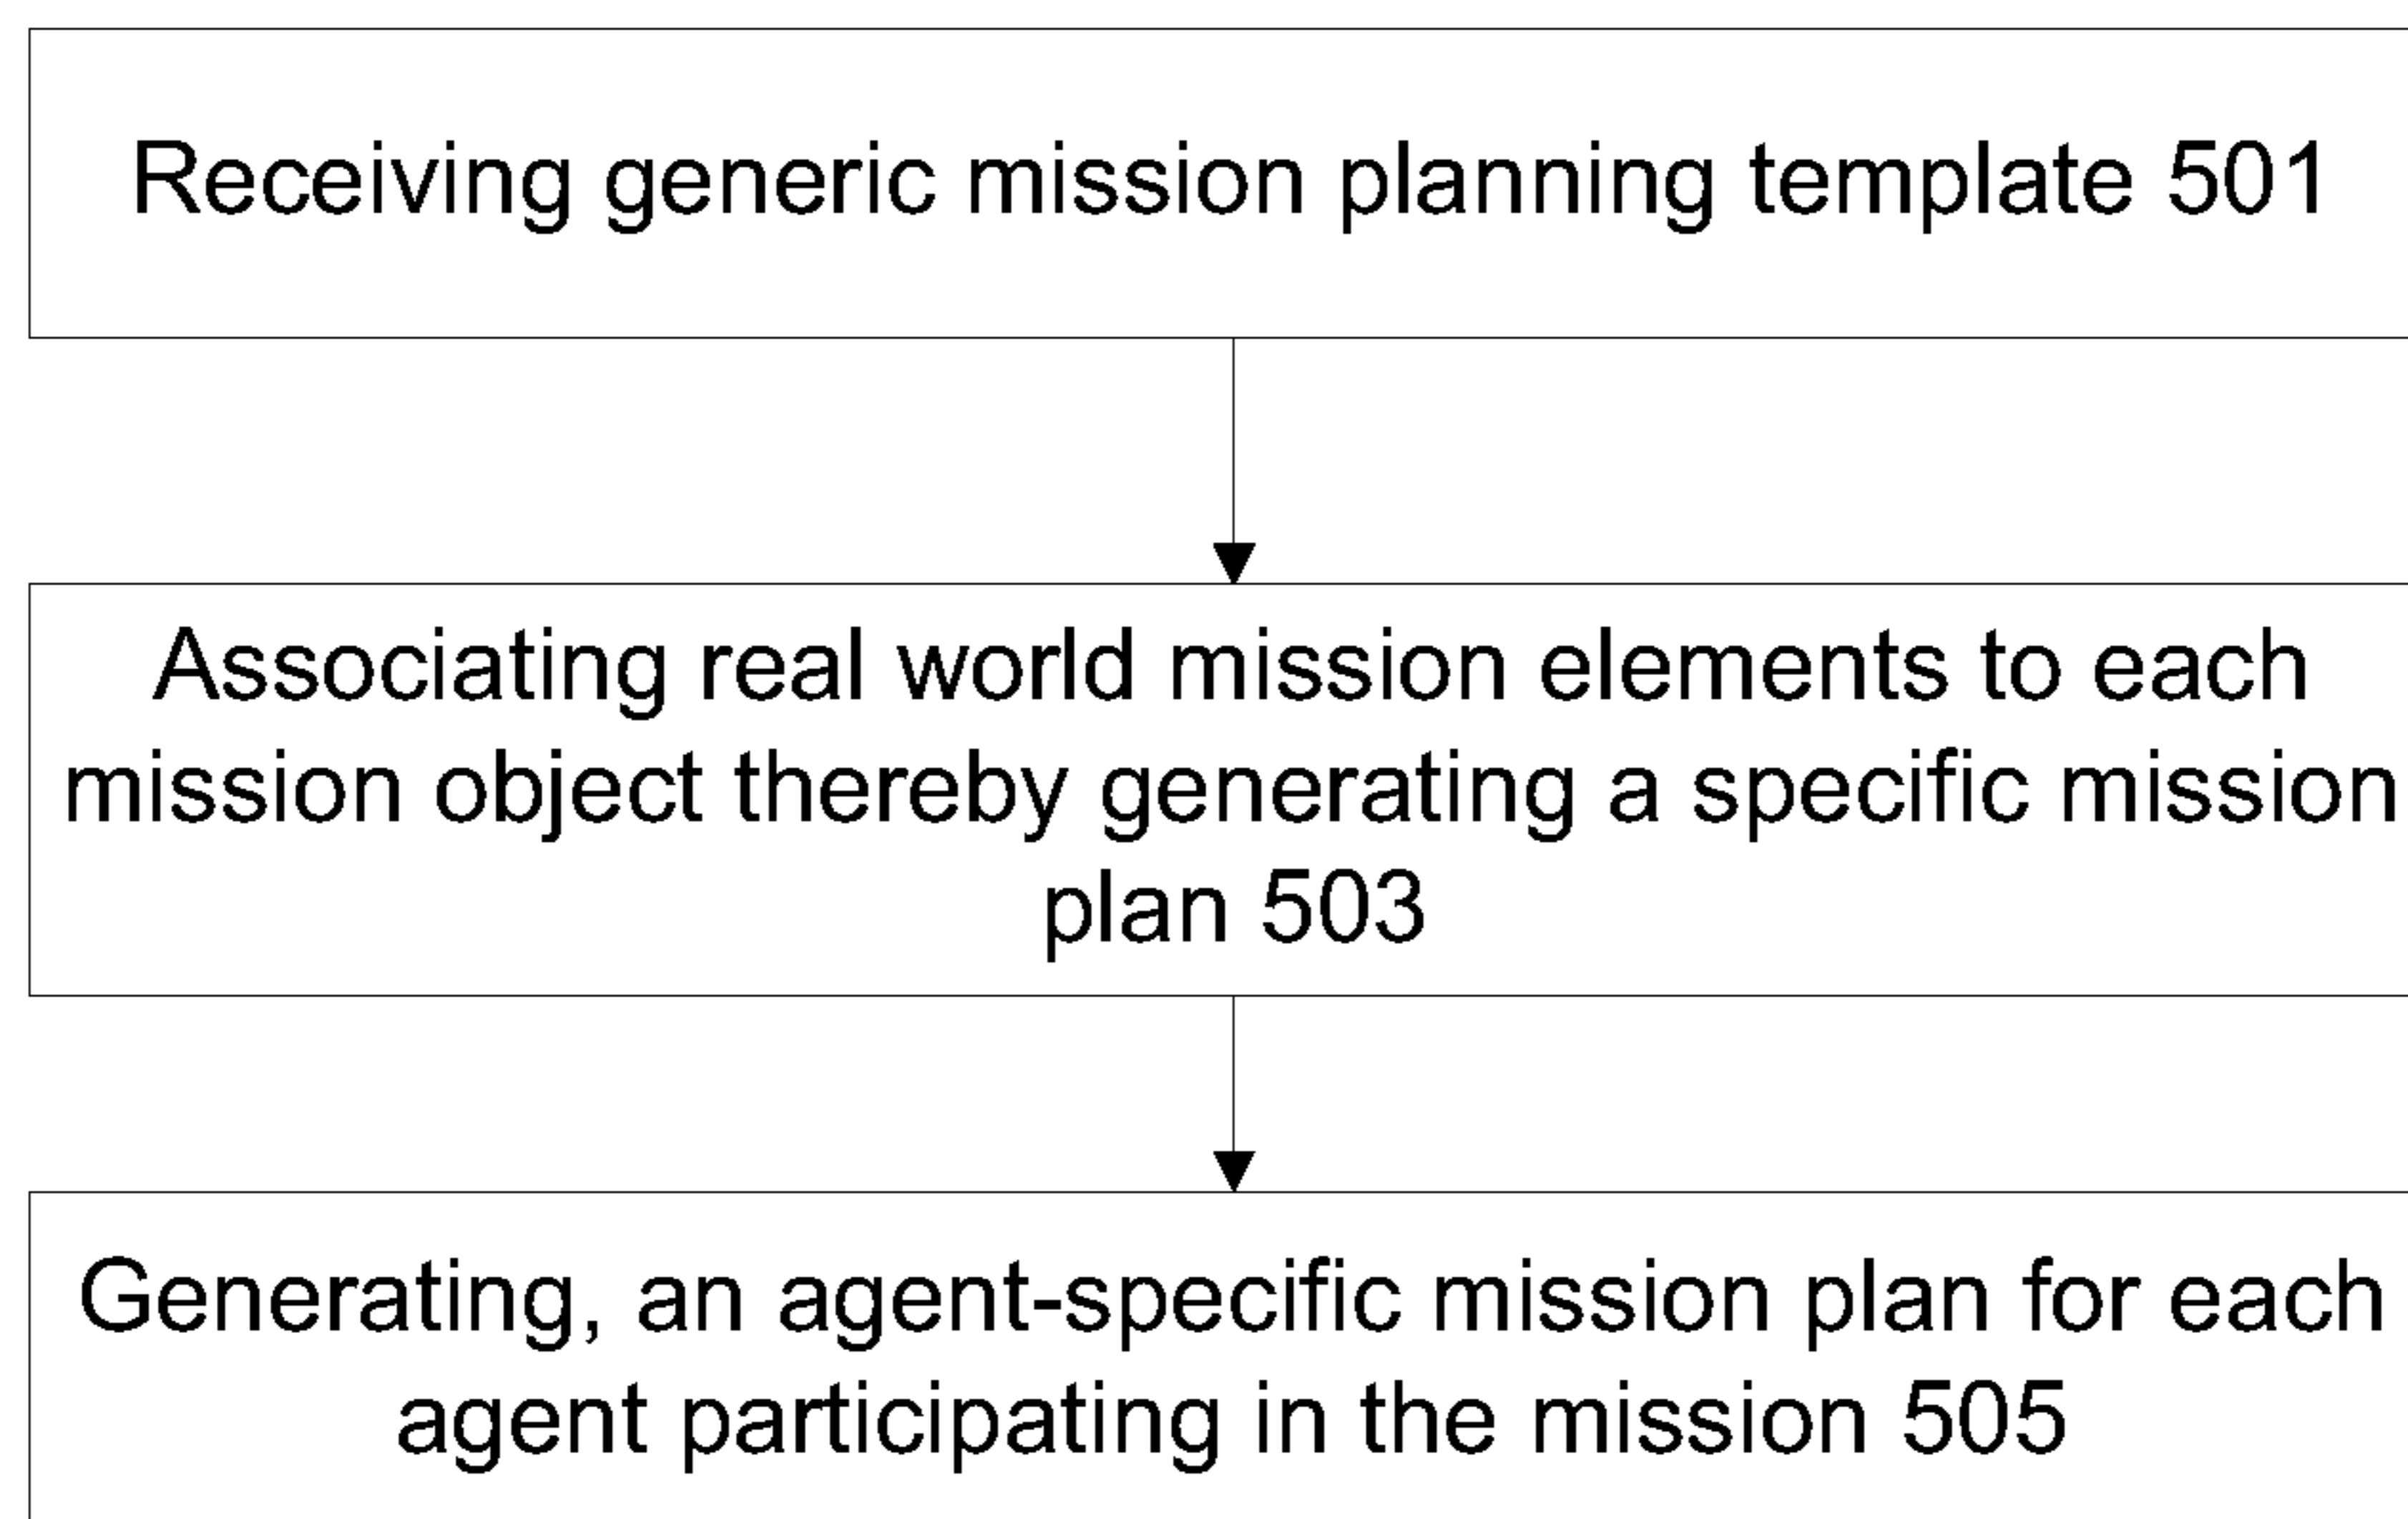 Receiving generic mission planning template 501
Associating real world mission elements to each
mission object thereby generating a specific mission
plan 503
Generating, an agent-specific mission plan for each
agent participating in the mission 505